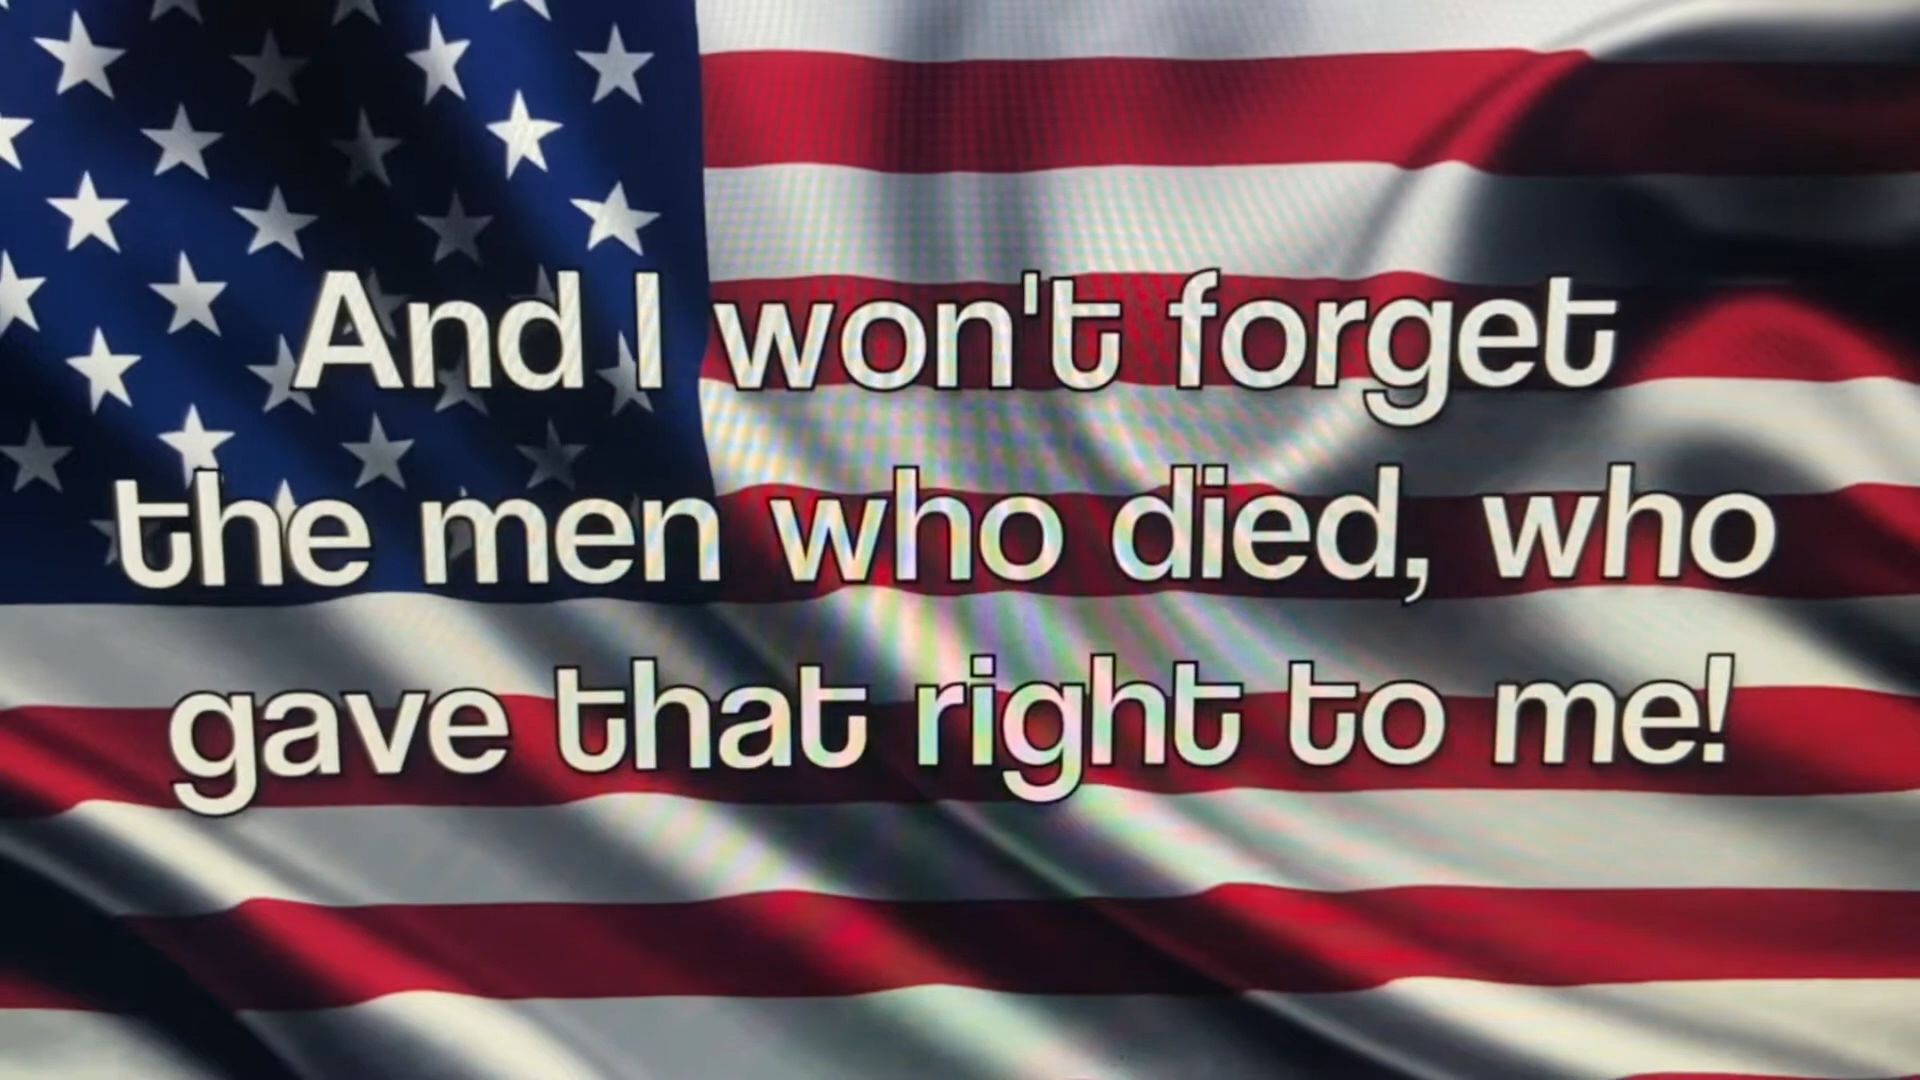 And I won't forget
the men who died, who
gave that right to me!